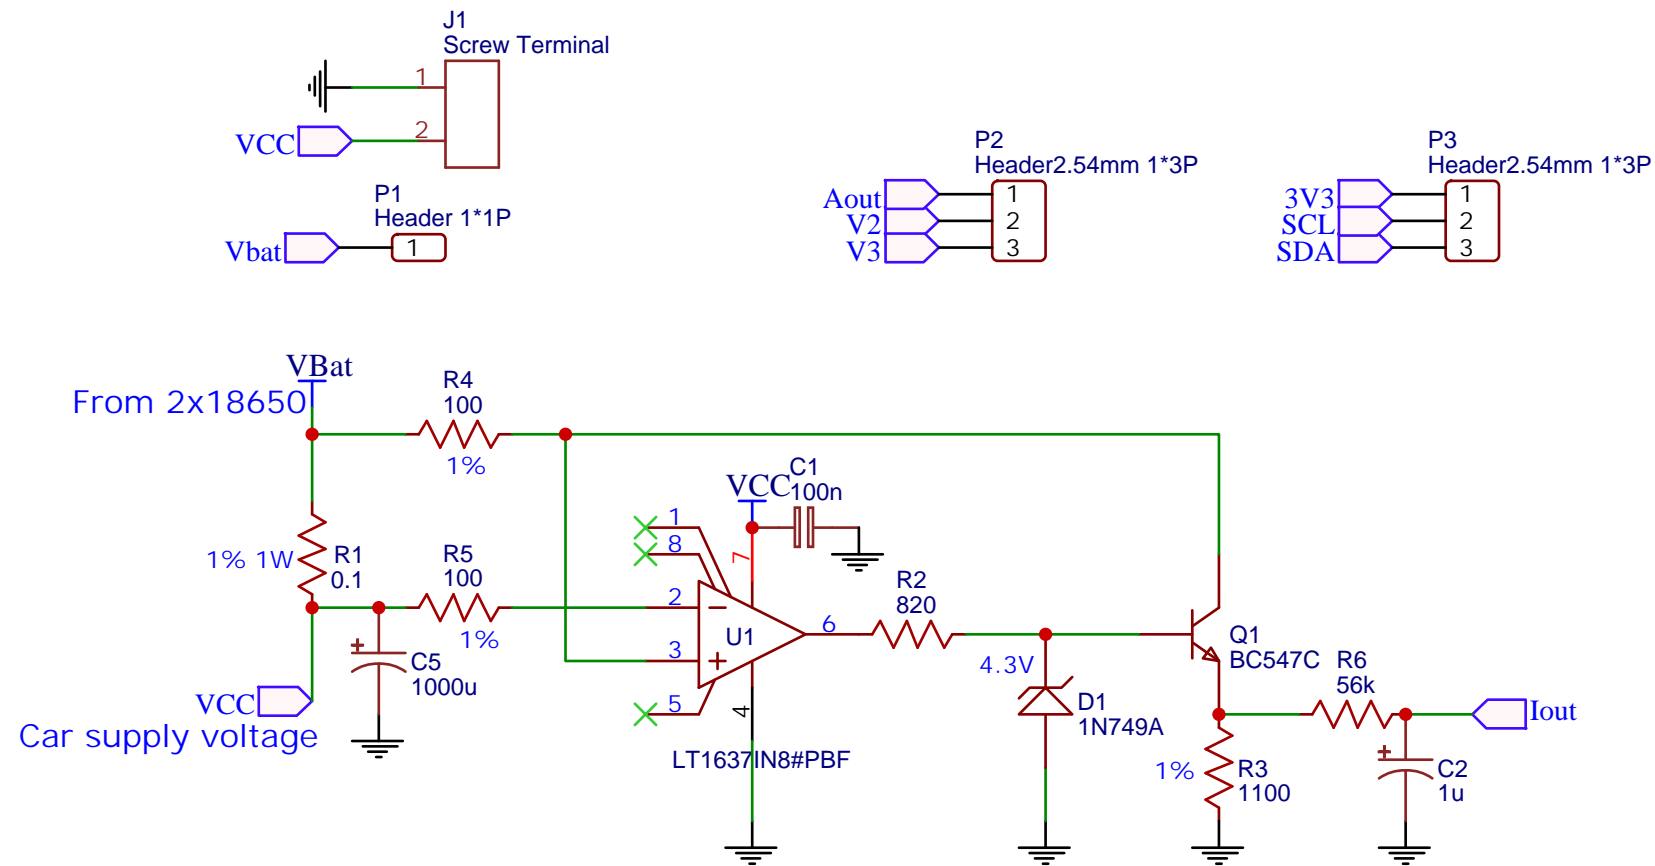 J1
Screw Terminal
1
VCC
2
P1
Header 1*1P
Vbat
1
P2
Header2.54mm 1*3P
Aout
1
V2
2
V3
3
P3
Header2.54mm 1*3P
3V3
1
SCL
2
SDA
3
VBat
From 2x18650
R4
100
1%
1% 1W
R1
0.1
R5
100
1%
C5
1000u
VCC
Car supply voltage
VCC
C1
100n
1
8
7
2
3
5
4
U1
6
LT1637IN8#PBF
R2
820
4.3V
D1
1N749A
Q1
BC547C
R6
56k
Iout
1%
R3
1100
C2
1u